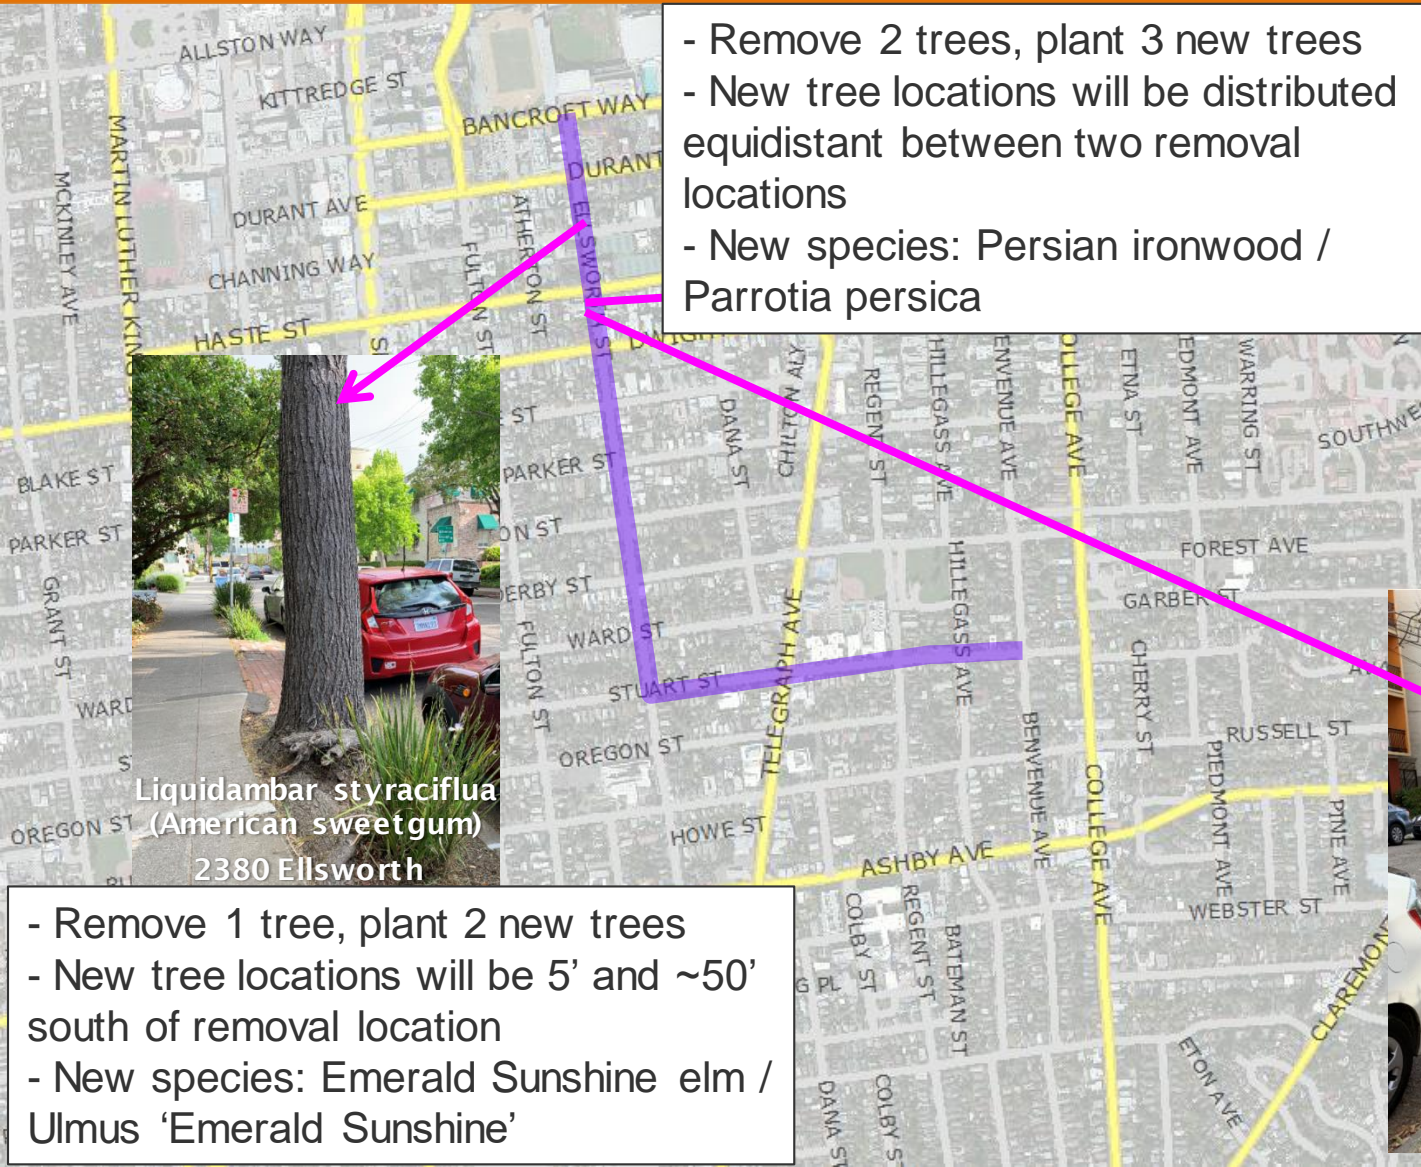 - Remove 2 trees, plant 3 new trees
- New tree locations will be distributed
equidistant between two removal
locations
- New species: Persian ironwood /
Parrotia persica
ALLSTON WAY
KITTREDGE ST
BANCROFT WAY
DURANT
MARTIN LUTHER KING
MCKINLEY AVE
DURANT AVE
CHANNING WAY
HASTE ST
FULTON ST
ATHERTON ST
ELLSWORTH ST
DWIGHT
BLAKE ST
PARKER ST
GRANT ST
WARD
OREGON ST
ST
PARKER ST
ON ST
DERBY ST
WARD ST
FULTON ST
STUART ST
OREGON ST
HOWE ST
DANA ST
CHILTON ALY
REGENT ST
HILLEGASS AVE
BENVENUE AVE
COLLEGE AVE
ETNA ST
PIEDMONT AVE
WARRING ST
FOREST AVE
GARBER ST
HILLEGASS AVE
TELEGRAPH AVE
CHERRY ST
RUSSELL ST
BENVENUE AVE
COLLEGE AVE
PIEDMONT AVE
PINE AVE
ASHBY AVE
WEBSTER ST
COLBY ST
REGENT ST
BATEMAN ST
CLAREMONT
ETON AVE
DANA ST
COLBY S
G PL
Liquidambar styraciflua
(American sweetgum)
2380 Ellsworth
- Remove 1 tree, plant 2 new trees
- New tree locations will be 5’ and ~50’
south of removal location
- New species: Emerald Sunshine elm /
Ulmus ‘Emerald Sunshine’